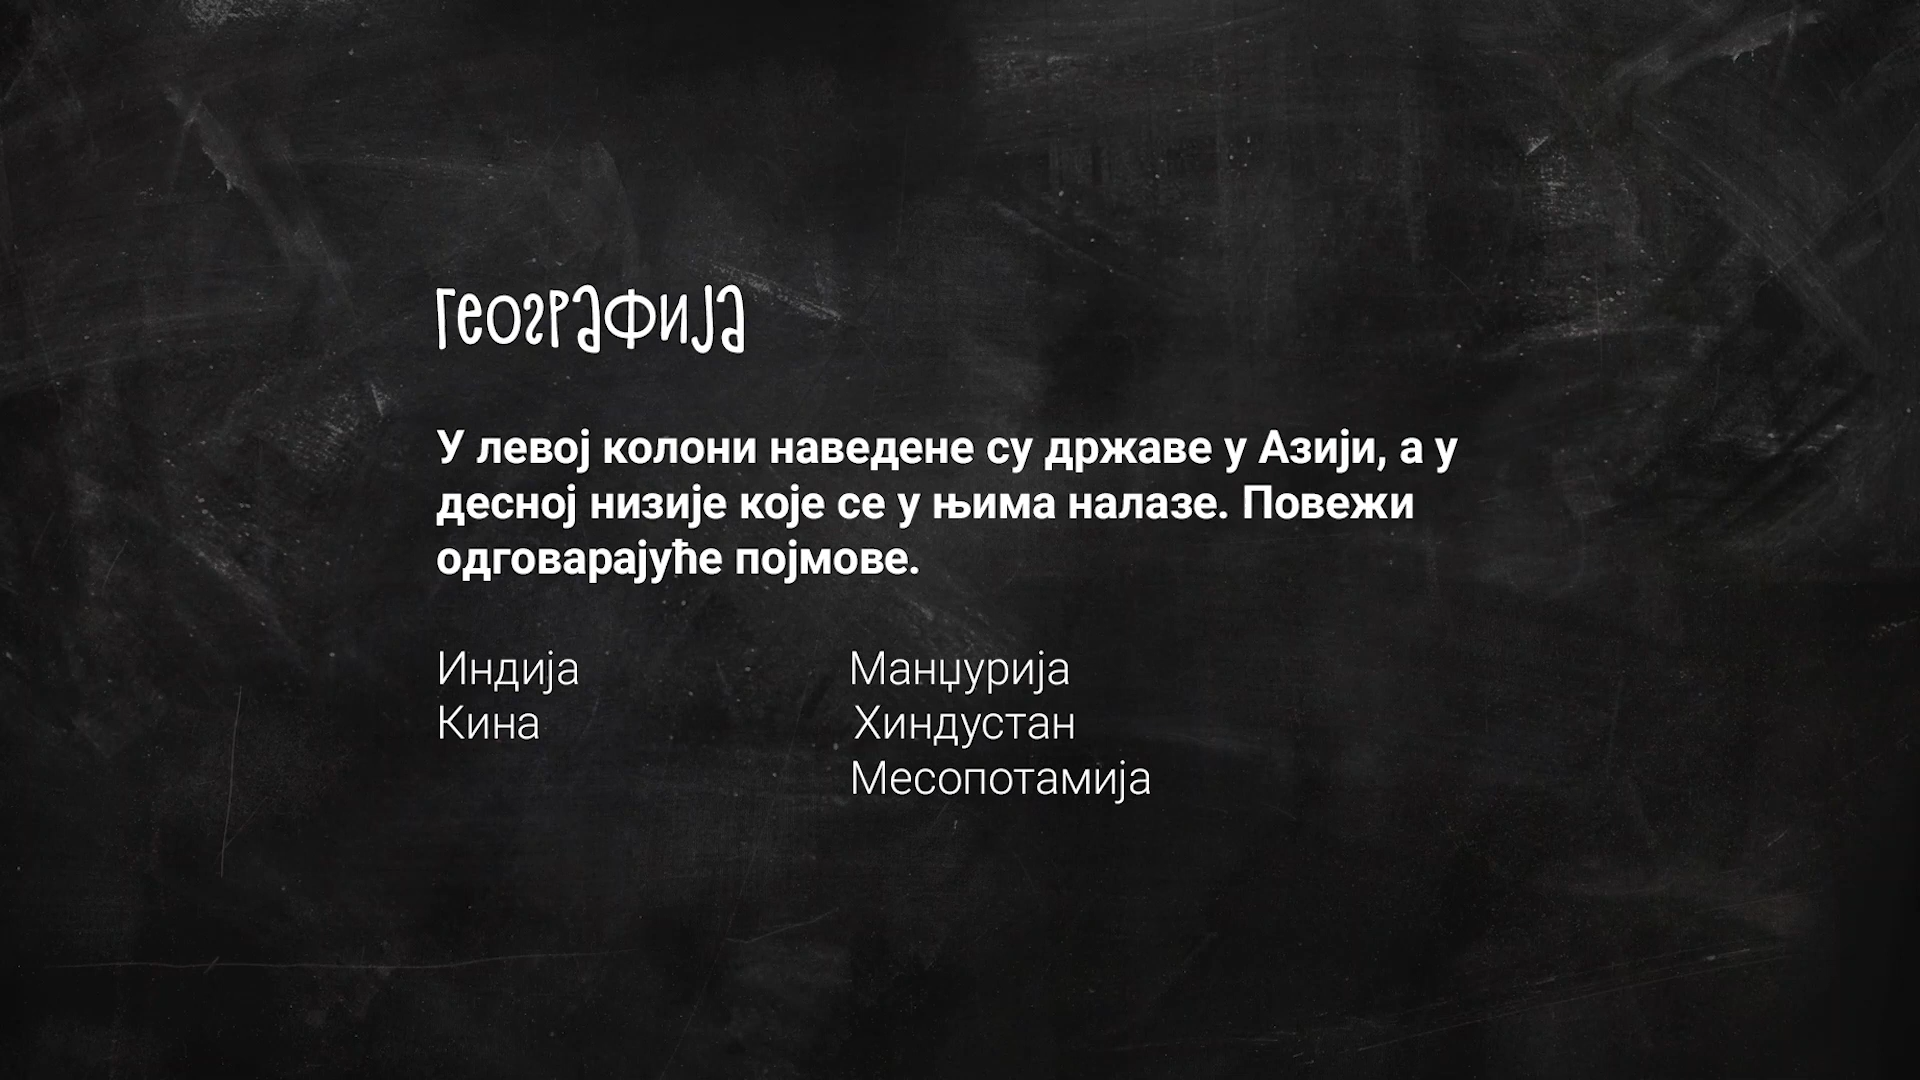 Географија
У левој колони наведене су државе у Азији, а у
десној низије које се у њима налазе. Повежи
одговарајуће појмове.
Индија Манџурија
Кина Хиндустан
Месопотамија